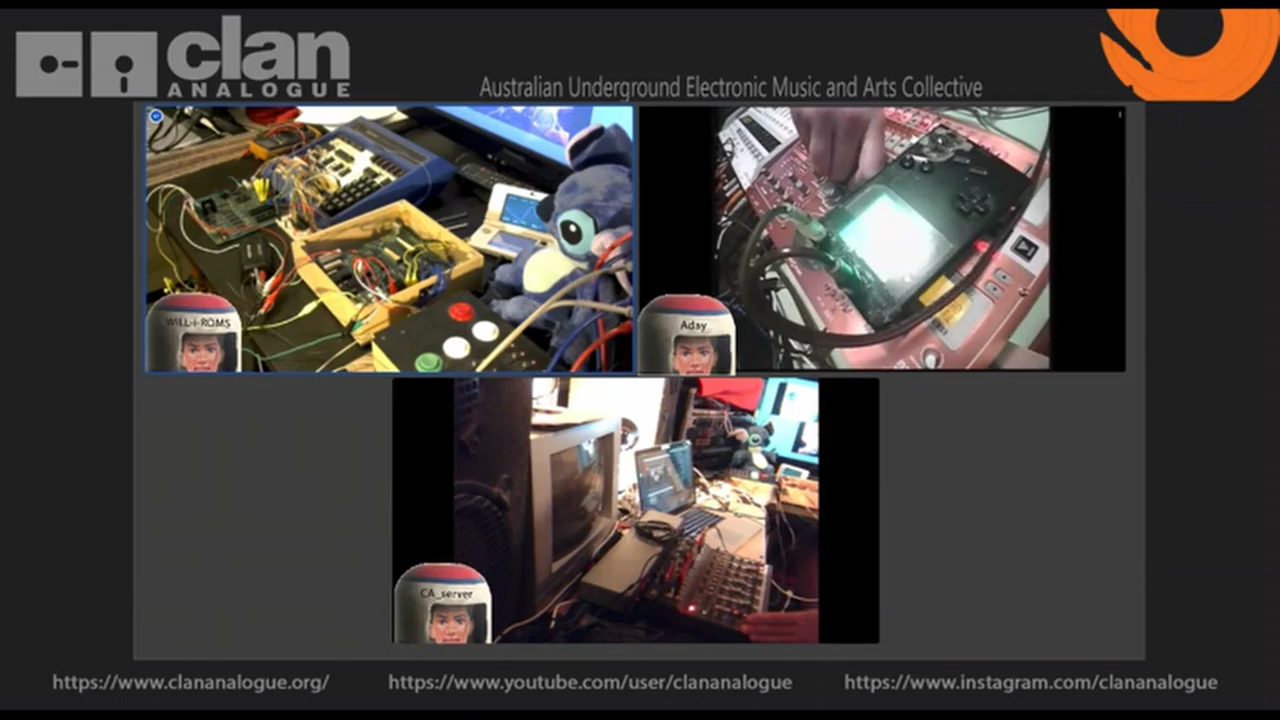 clan
ANALOGUE
Australian Underground Electronic Music and Arts Collective
WILL-i-ROMS
Aday
CA_server
https://www.clananalogue.org/
https://www.youtube.com/user/clananalogue
https://www.instagram.com/clananalogue